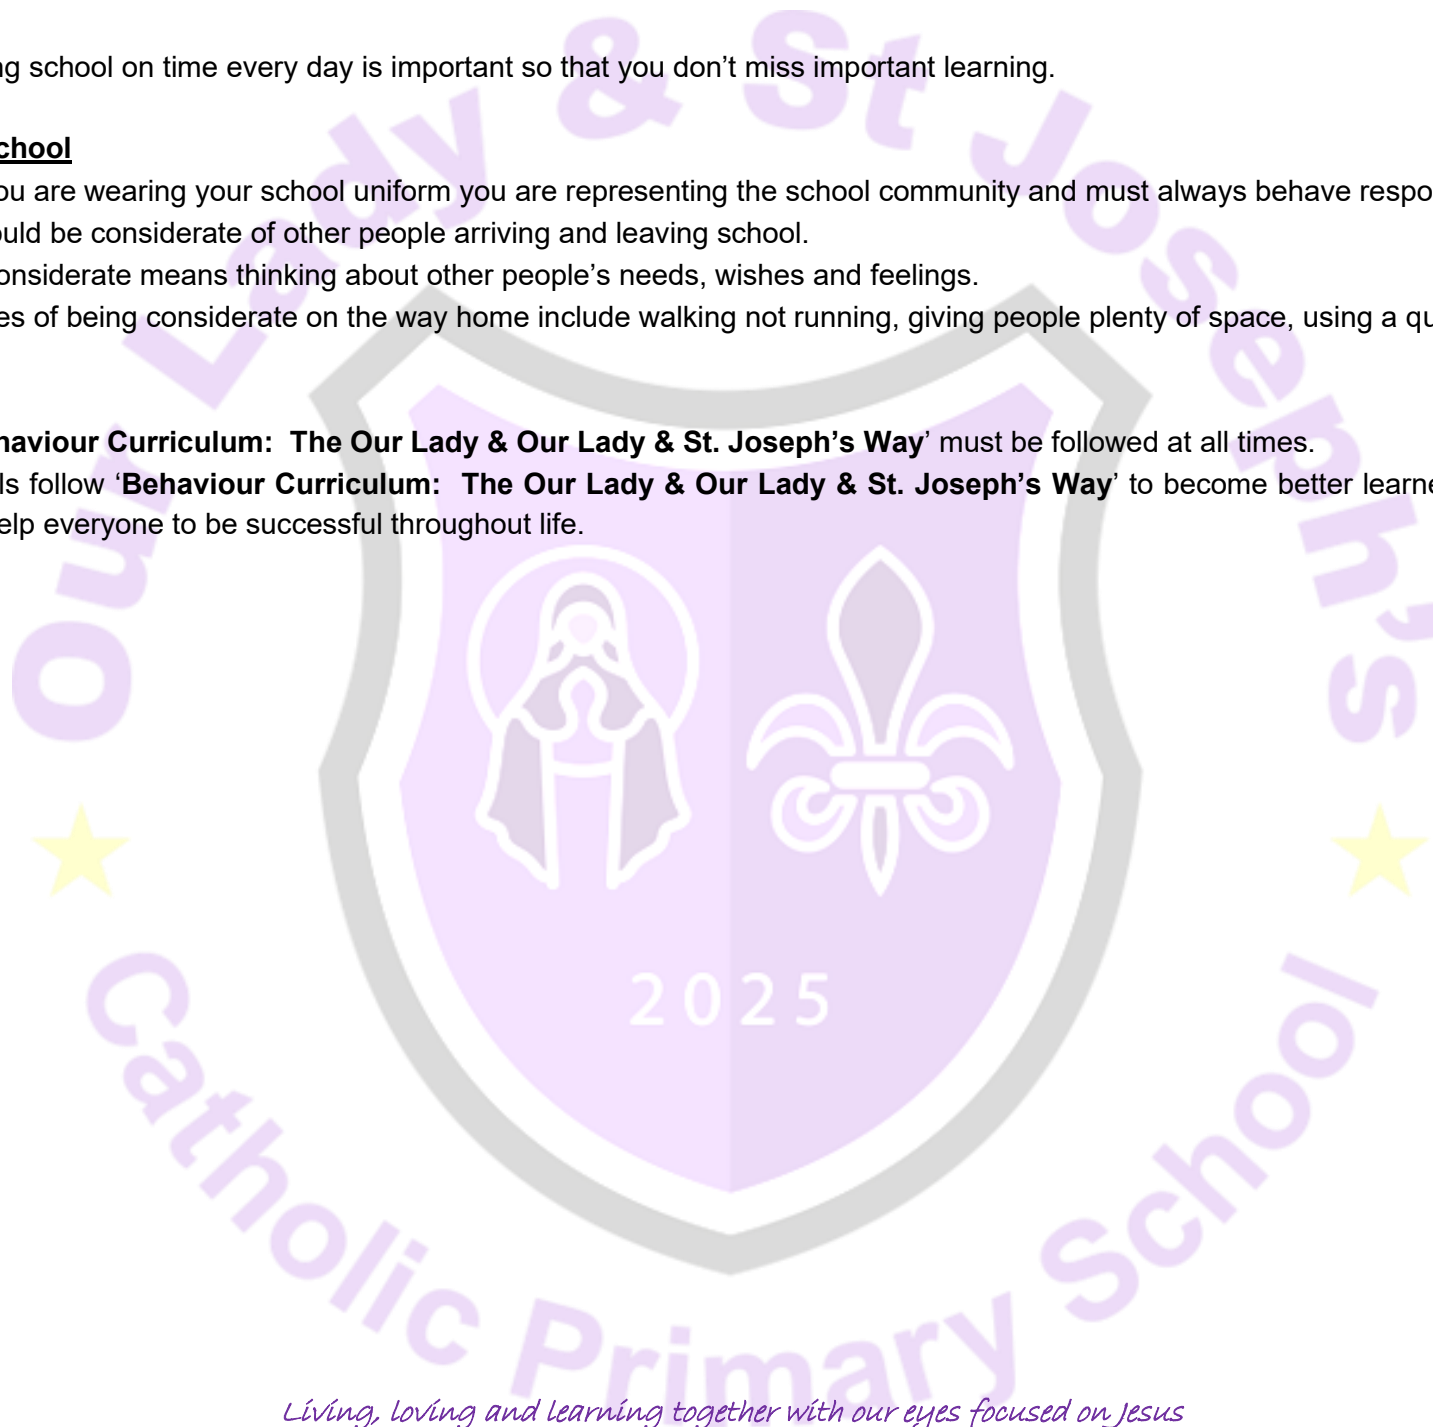 ng school on time every day is important so that you don’t miss important learning.
chool
ou are wearing your school uniform you are representing the school community and must always behave respo
ould be considerate of other people arriving and leaving school.
onsiderate means thinking about other people’s needs, wishes and feelings.
es of being considerate on the way home include walking not running, giving people plenty of space, using a qu
haviour Curriculum: The Our Lady & Our Lady & St. Joseph’s Way’ must be followed at all times.
ls follow ‘Behaviour Curriculum: The Our Lady & Our Lady & St. Joseph’s Way’ to become better learne
elp everyone to be successful throughout life.
Our Lady & St Joseph’s
2025
Catholic Primary School
Living, loving and learning together with our eyes focused on Jesus